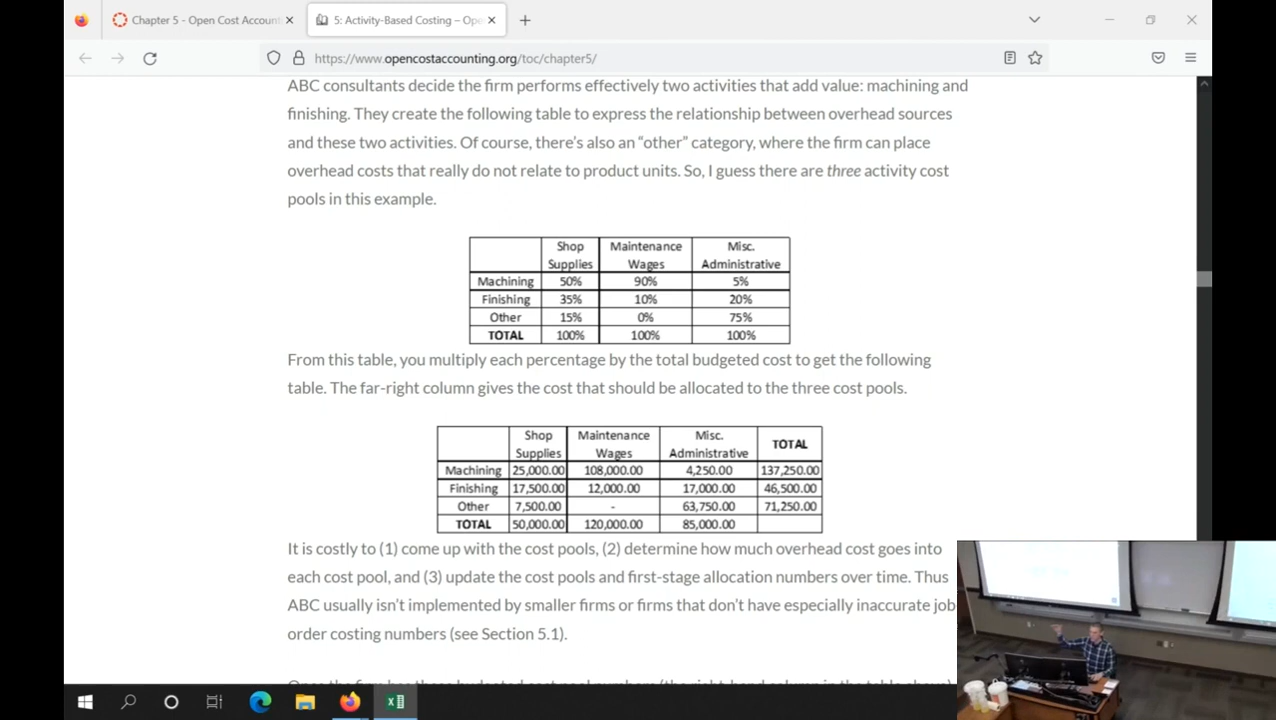 Chapter 5 - Open Cost Account
5: Activity-Based Costing – Ope
https://www.opencostaccounting.org/toc/chapter5/
ABC consultants decide the firm performs effectively two activities that add value: machining and
finishing. They create the following table to express the relationship between overhead sources
and these two activities. Of course, there's also an “other” category, where the firm can place
overhead costs that really do not relate to product units. So, I guess there are three activity cost
pools in this example.
Shop Supplies Maintenance Wages Misc. Administrative
Machining 50% 90% 5%
Finishing 35% 10% 20%
Other 15% 0% 75%
TOTAL 100% 100% 100%
From this table, you multiply each percentage by the total budgeted cost to get the following
table. The far-right column gives the cost that should be allocated to the three cost pools.
Shop Supplies Maintenance Wages Misc. Administrative TOTAL
Machining 25,000.00 108,000.00 4,250.00 137,250.00
Finishing 17,500.00 12,000.00 17,000.00 46,500.00
Other 7,500.00 - 63,750.00 71,250.00
TOTAL 50,000.00 120,000.00 85,000.00
It is costly to (1) come up with the cost pools, (2) determine how much overhead cost goes into
each cost pool, and (3) update the cost pools and first-stage allocation numbers over time. Thus
ABC usually isn't implemented by smaller firms or firms that don't have especially inaccurate job
order costing numbers (see Section 5.1).